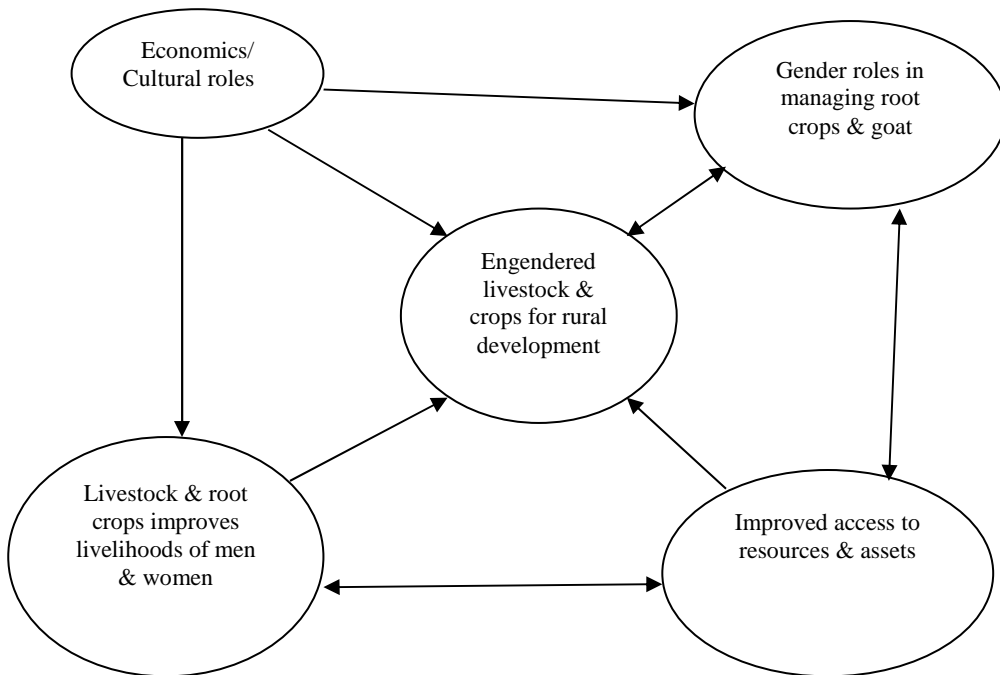 Economics/
Cultural roles
Gender roles in
managing root
crops & goat
Engendered
livestock &
crops for rural
development
Livestock & root
crops improves
livelihoods of men
& women
Improved access to
resources & assets